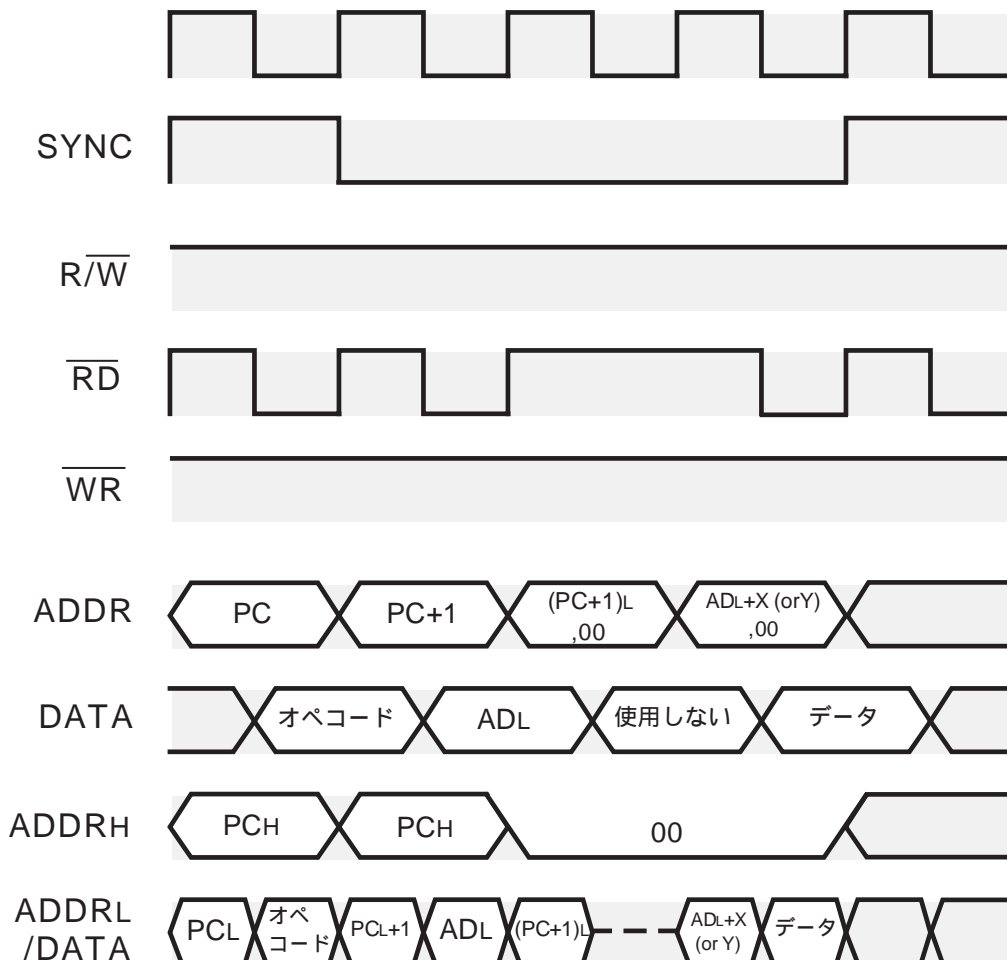 SYNC
R/W
RD
WR
ADDR
PC
PC+1
(PC+1)L
,00
ADL+X (orY)
,00
DATA
オペコード
ADL
使用しない
データ
ADDRH
PCH
PCH
00
ADDRL
/DATA
PCL
オペ
コード
PCL+1
ADL
(PC+1)L
ADL+X
(or Y)
データ